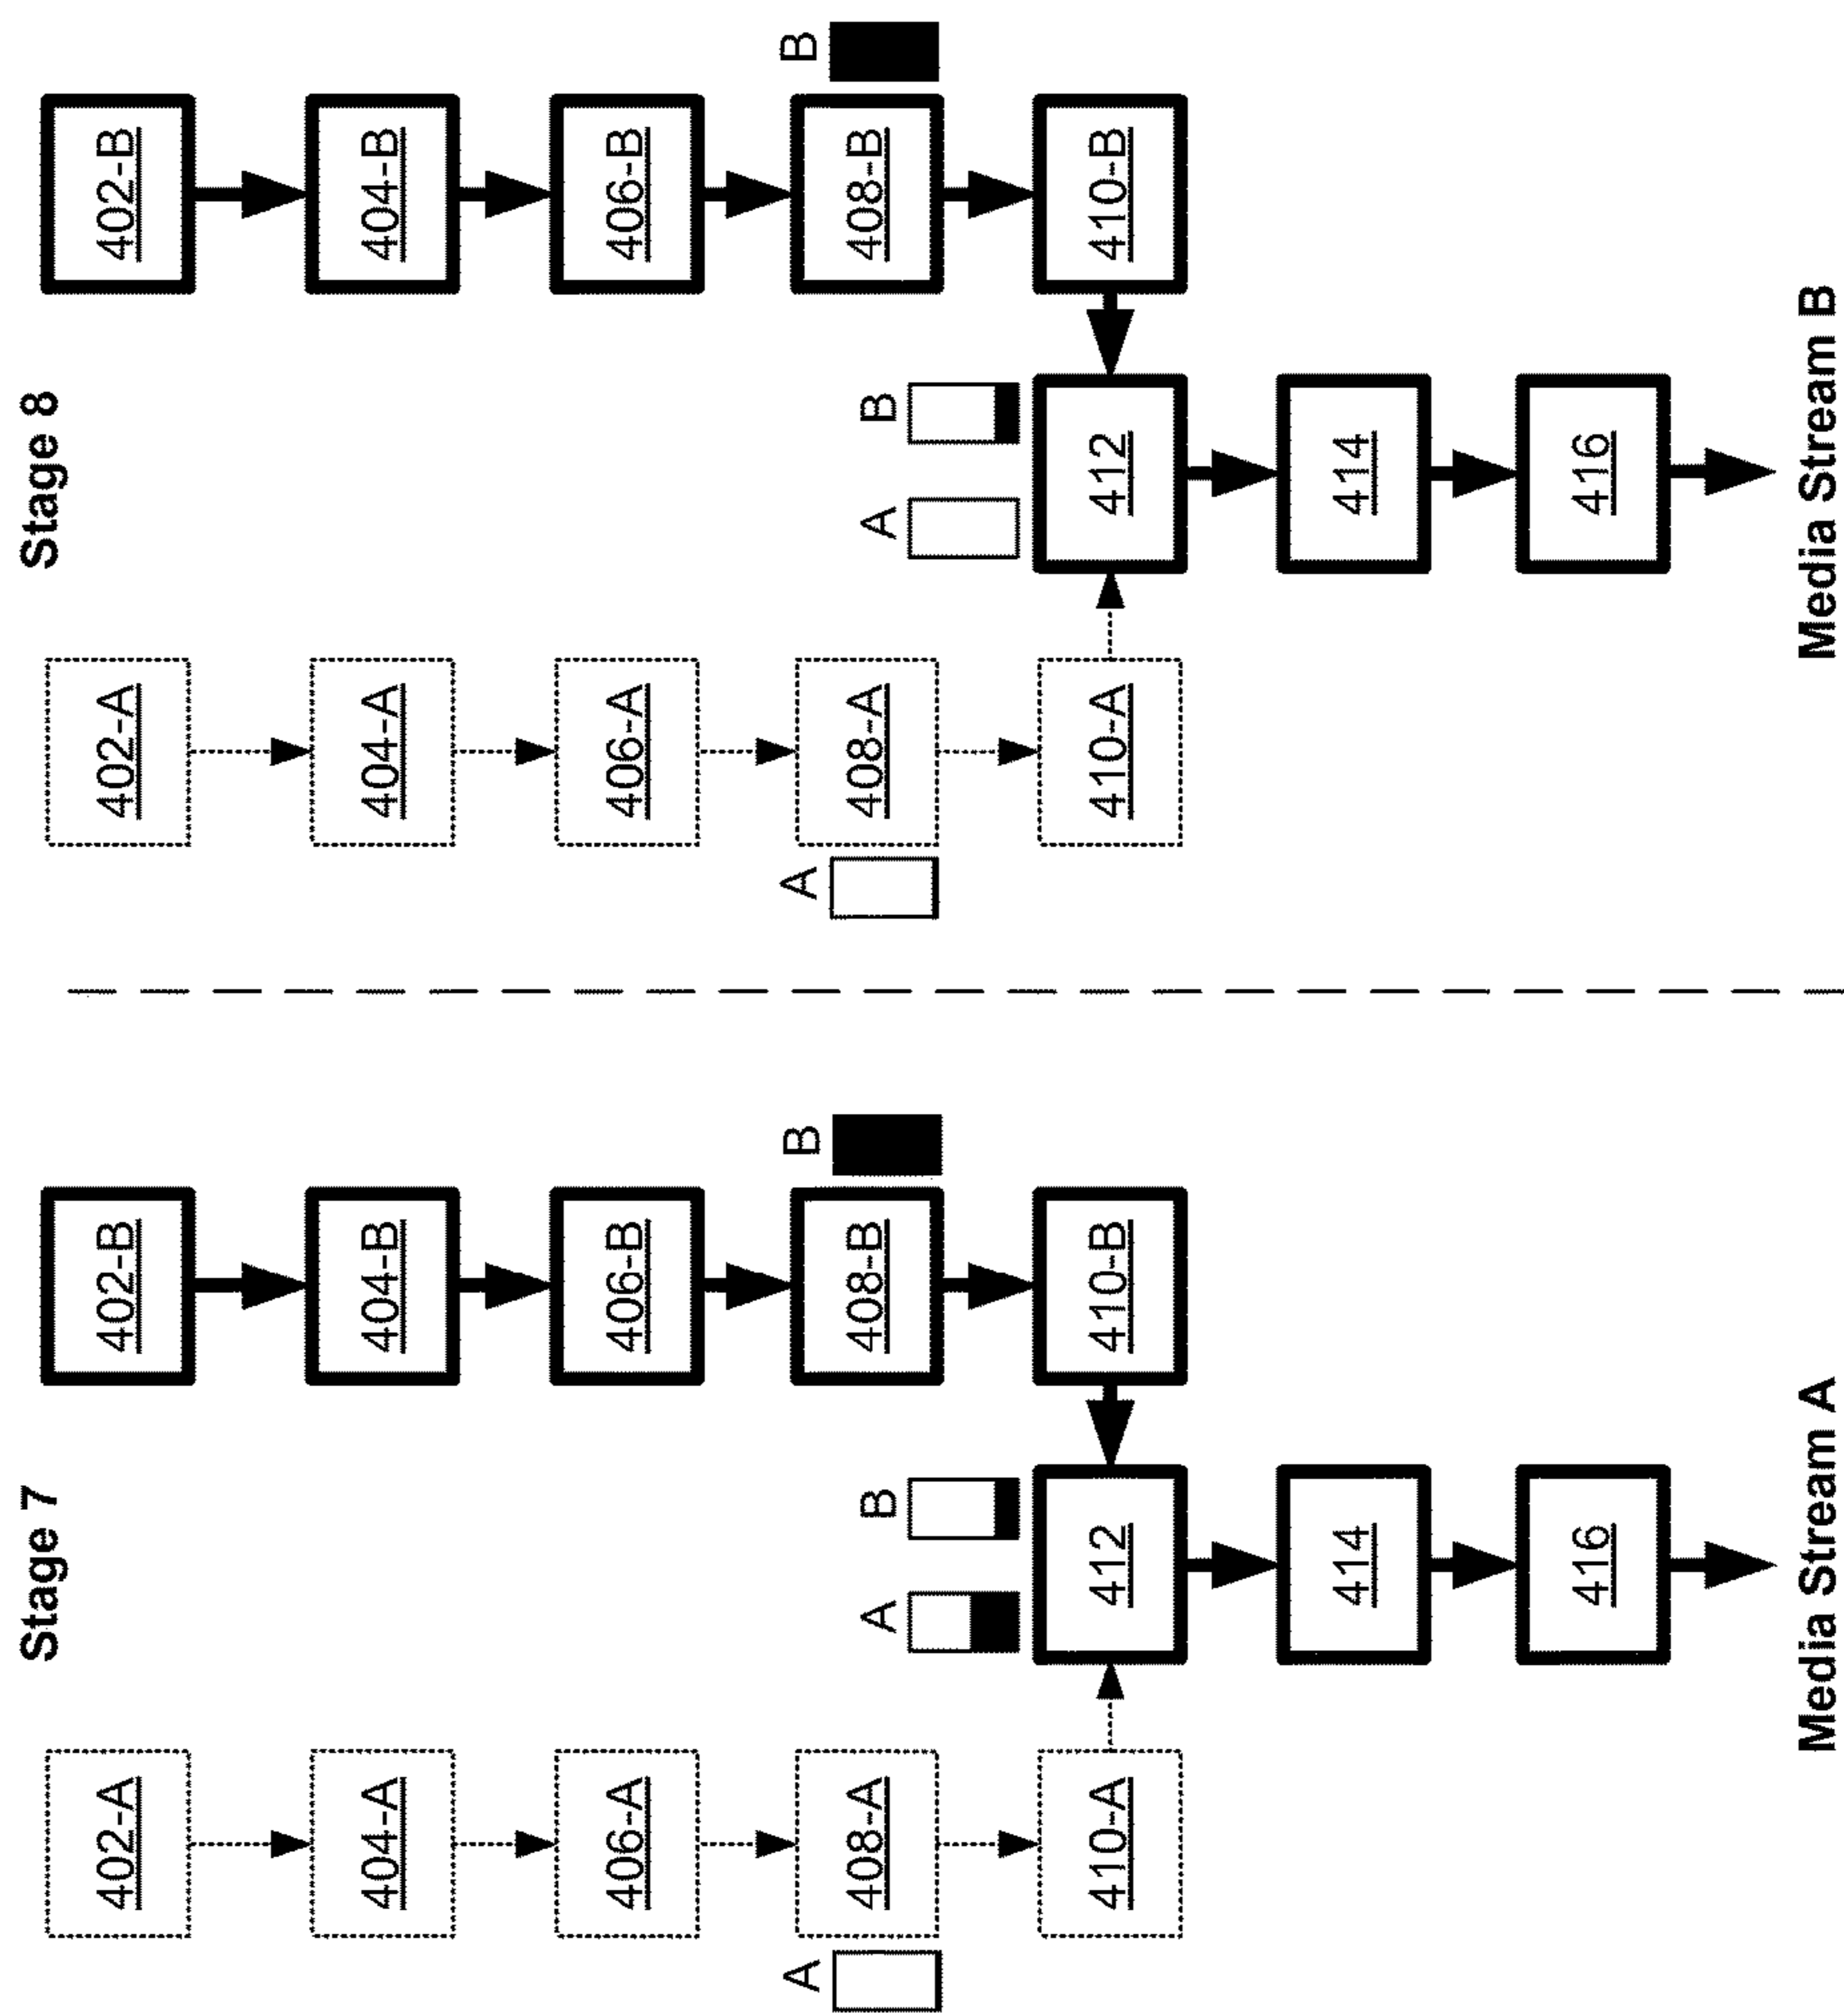 Stage 7
402-A
402-B
404-A
404-B
406-A
406-B
A
408-A
408-B
B
A
B
410-A
410-B
412
414
416
Media Stream A
Stage 8
402-A
402-B
404-A
404-B
406-A
406-B
A
408-A
408-B
B
A
B
410-A
410-B
412
414
416
Media Stream B